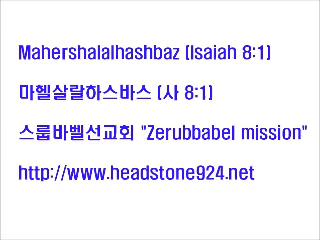 Mahershalalhashbaz (Isaiah 8:1)
마헬살랄하스바스 (사 8:1)
스룹바벨선교회 "Zerubbabel mission"
http://www.headstone924.net